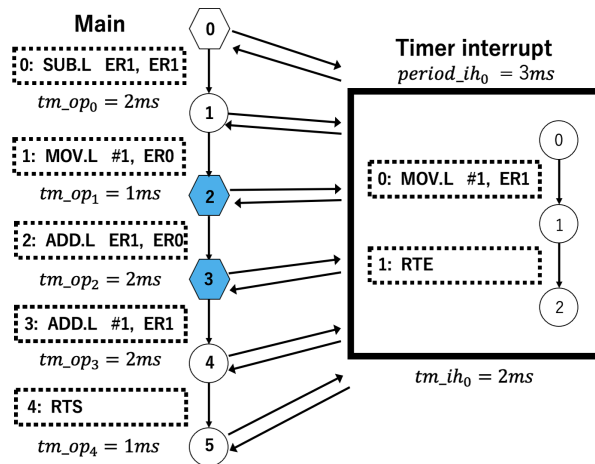 Main
0
0: SUB.L ER1, ER1
tm_op₀ = 2ms
1
1: MOV.L #1, ER0
tm_op₁ = 1ms
2
2: ADD.L ER1, ER0
tm_op₂ = 2ms
3
3: ADD.L #1, ER1
tm_op₃ = 2ms
4
4: RTS
tm_op₄ = 1ms
5
Timer interrupt
period_ih₀ = 3ms
0
0: MOV.L #1, ER1
1
1: RTE
2
tm_ih₀ = 2ms